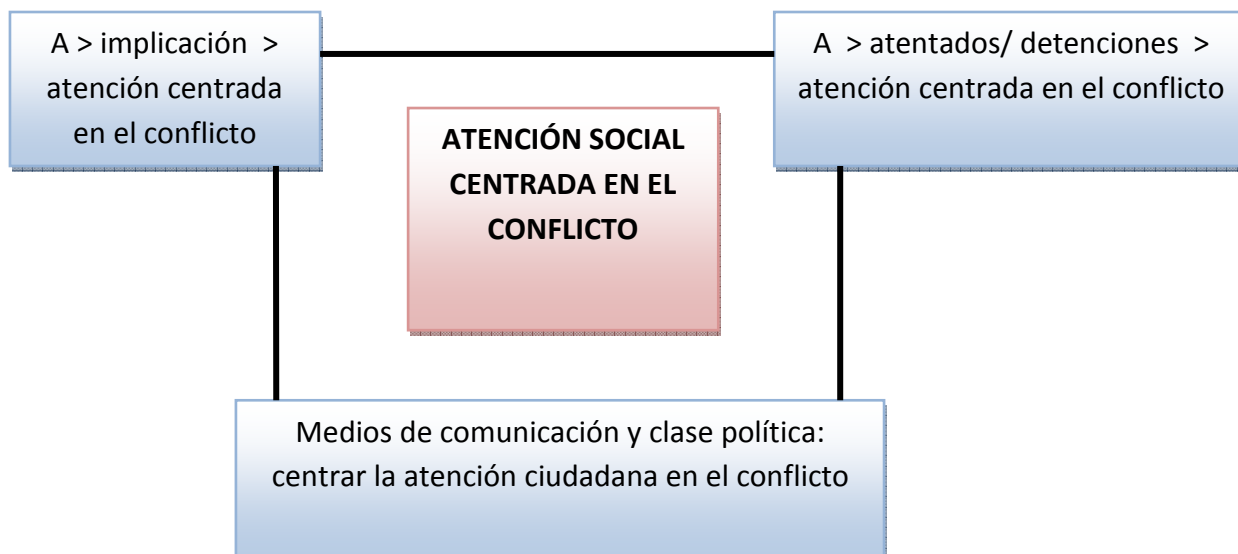 A > implicación >
atención centrada
en el conflicto
A > atentados/ detenciones >
atención centrada en el conflicto
ATENCIÓN SOCIAL
CENTRADA EN EL
CONFLICTO
Medios de comunicación y clase política:
centrar la atención ciudadana en el conflicto